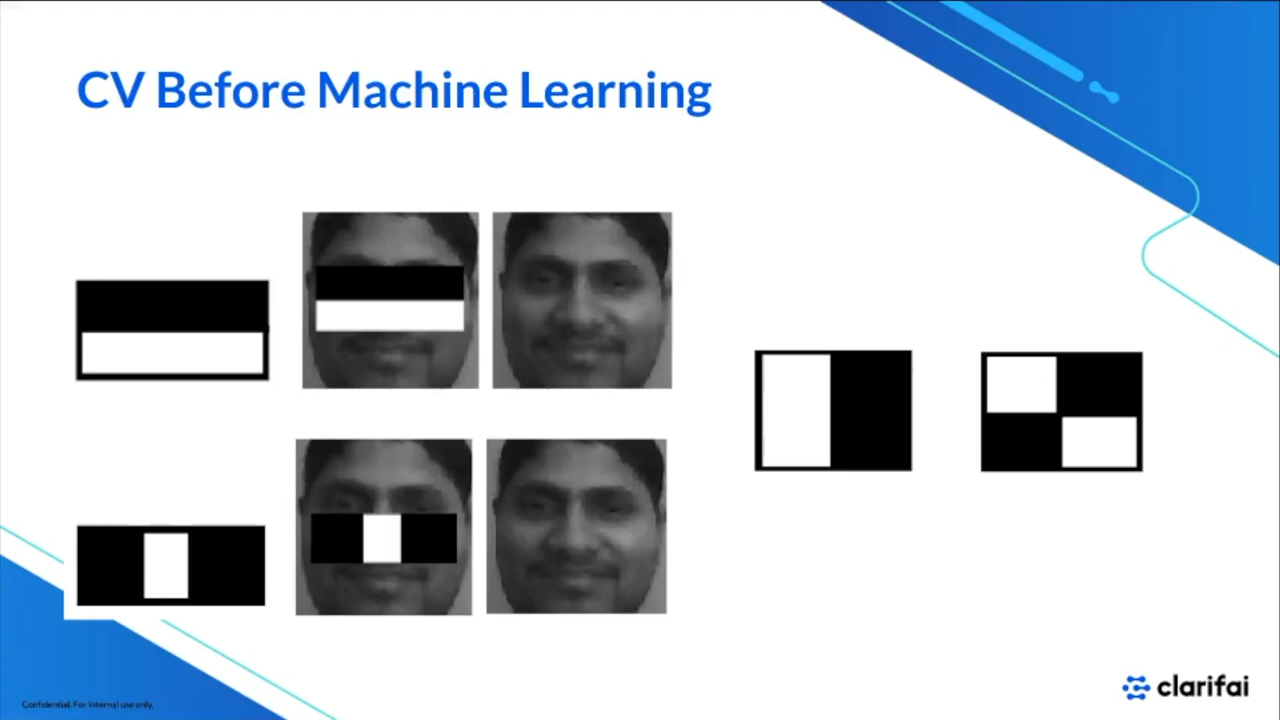 CV Before Machine Learning
Confidential. For internal use only.
clarifai